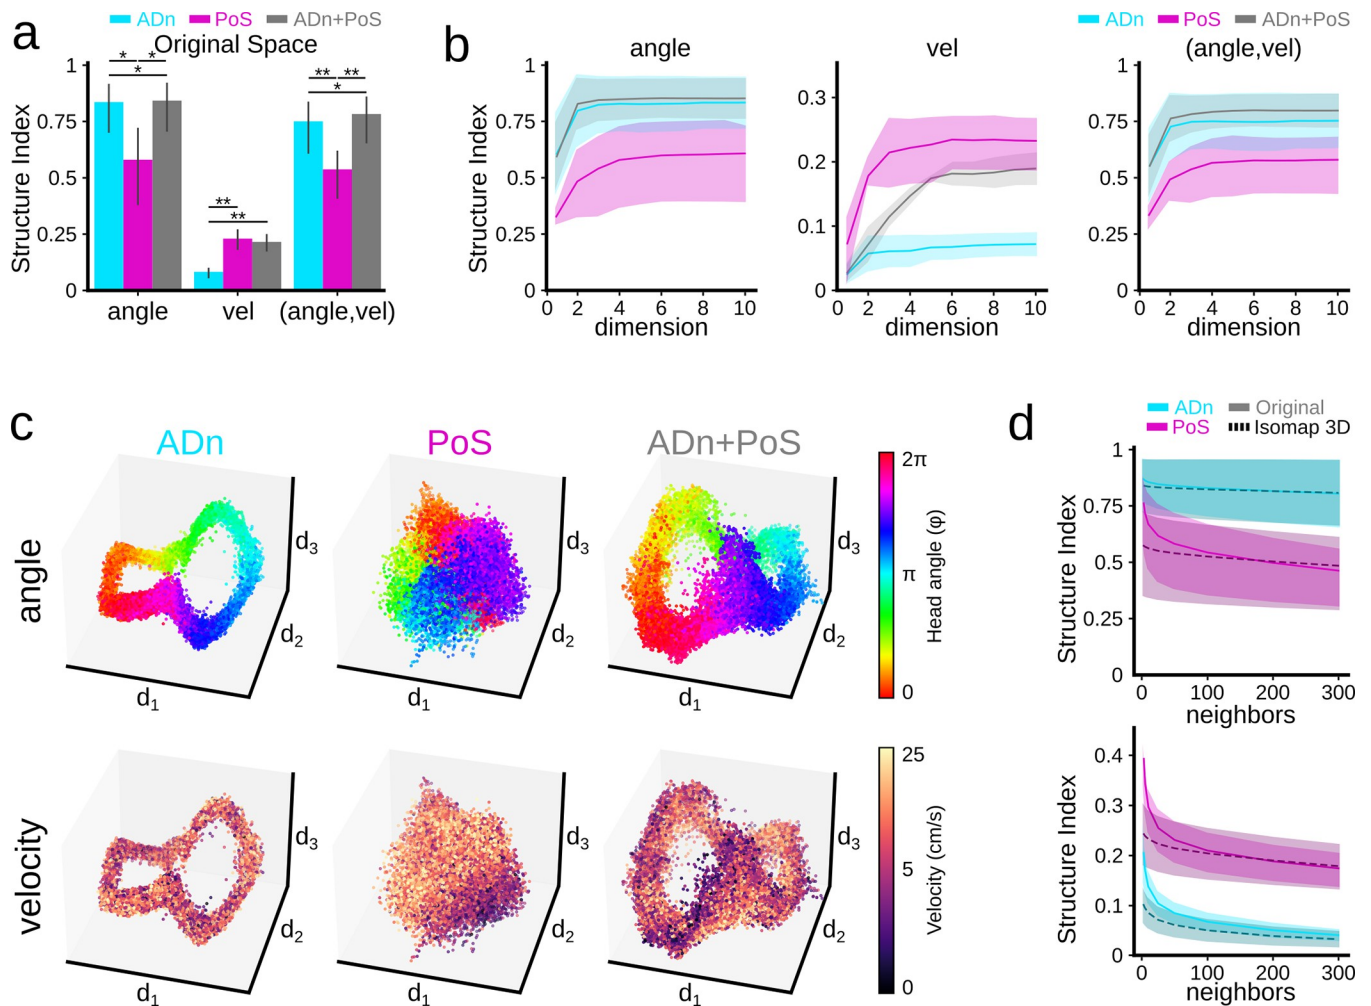 a
ADn PoS ADn+PoS
Original Space
* *
*
** **
*
**
**
Structure Index
1
0.75
0.5
0.25
0
angle vel (angle,vel)
b
ADn PoS ADn+PoS
angle
Structure Index
1
0.75
0.5
0.25
0
0 2 4 6 8 10
dimension
vel
0.3
0.2
0.1
0
0 2 4 6 8 10
dimension
(angle,vel)
1
0.75
0.5
0.25
0
0 2 4 6 8 10
dimension
c
ADn PoS ADn+PoS
angle
d3
d2
d1
d3
d2
d1
d3
d2
d1
2π
π
0
Head angle (φ)
velocity
d3
d2
d1
d3
d2
d1
d3
d2
d1
25
5
0
Velocity (cm/s)
d
ADn Original
PoS Isomap 3D
Structure Index
1
0.75
0.5
0.25
0
0 100 200 300
neighbors
Structure Index
0.4
0.3
0.2
0.1
0
0 100 200 300
neighbors